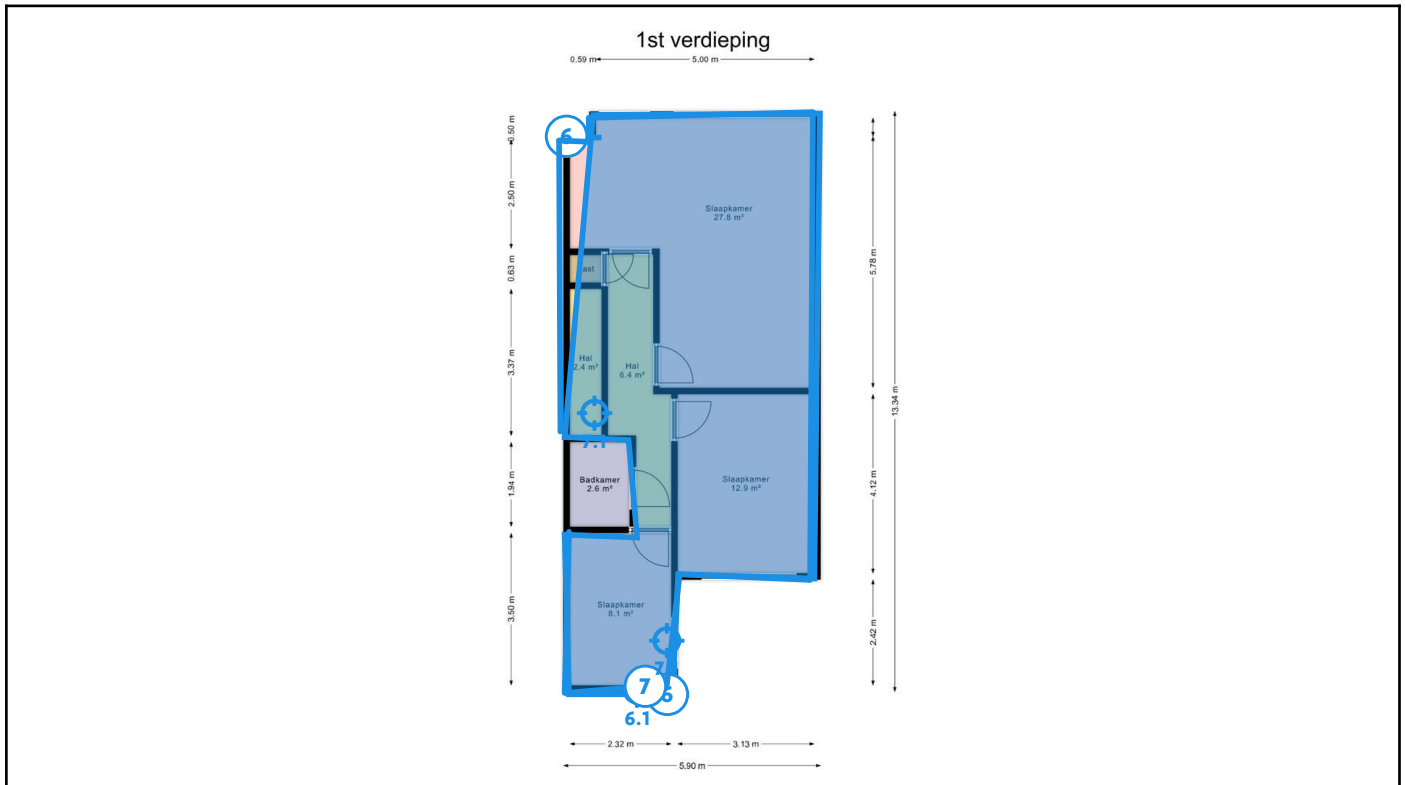 1st verdieping
0.59 m
5.00 m
0.50 m
6
2.50 m
Slaapkamer
27.8 m²
5.78 m
0.63 m
3.37 m
Hal
2.4 m²
Hal
6.4 m²
13.34 m
1.94 m
Badkamer
2.6 m²
Slaapkamer
12.9 m²
4.12 m
3.50 m
Slaapkamer
8.1 m²
2.42 m
7
6.1
2.32 m
3.13 m
5.90 m